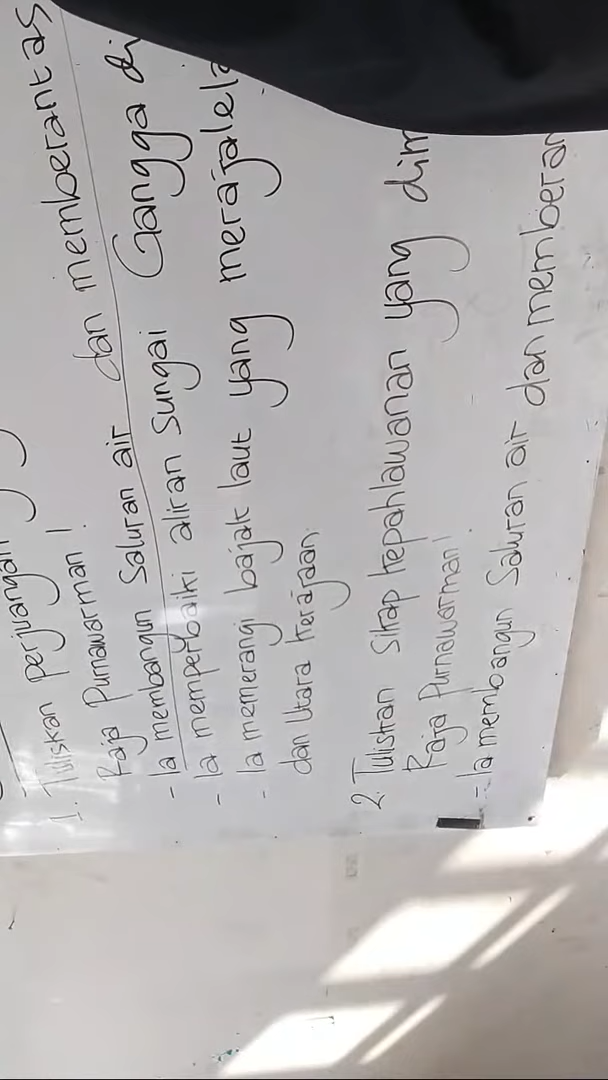 1. Tuliskan perjuangan
Raja Purnawarman!
- Ia membangun Saluran air dan memberantas
- Ia memperbaiki aliran Sungai Gangga di
- Ia memerangi bajak laut yang merajalela
dan Utara Kerajaan.
2. Tuliskan Sikap kepahlawanan yang dim
Raja Purnawarman!
- Ia membangun Saluran air dan memberan